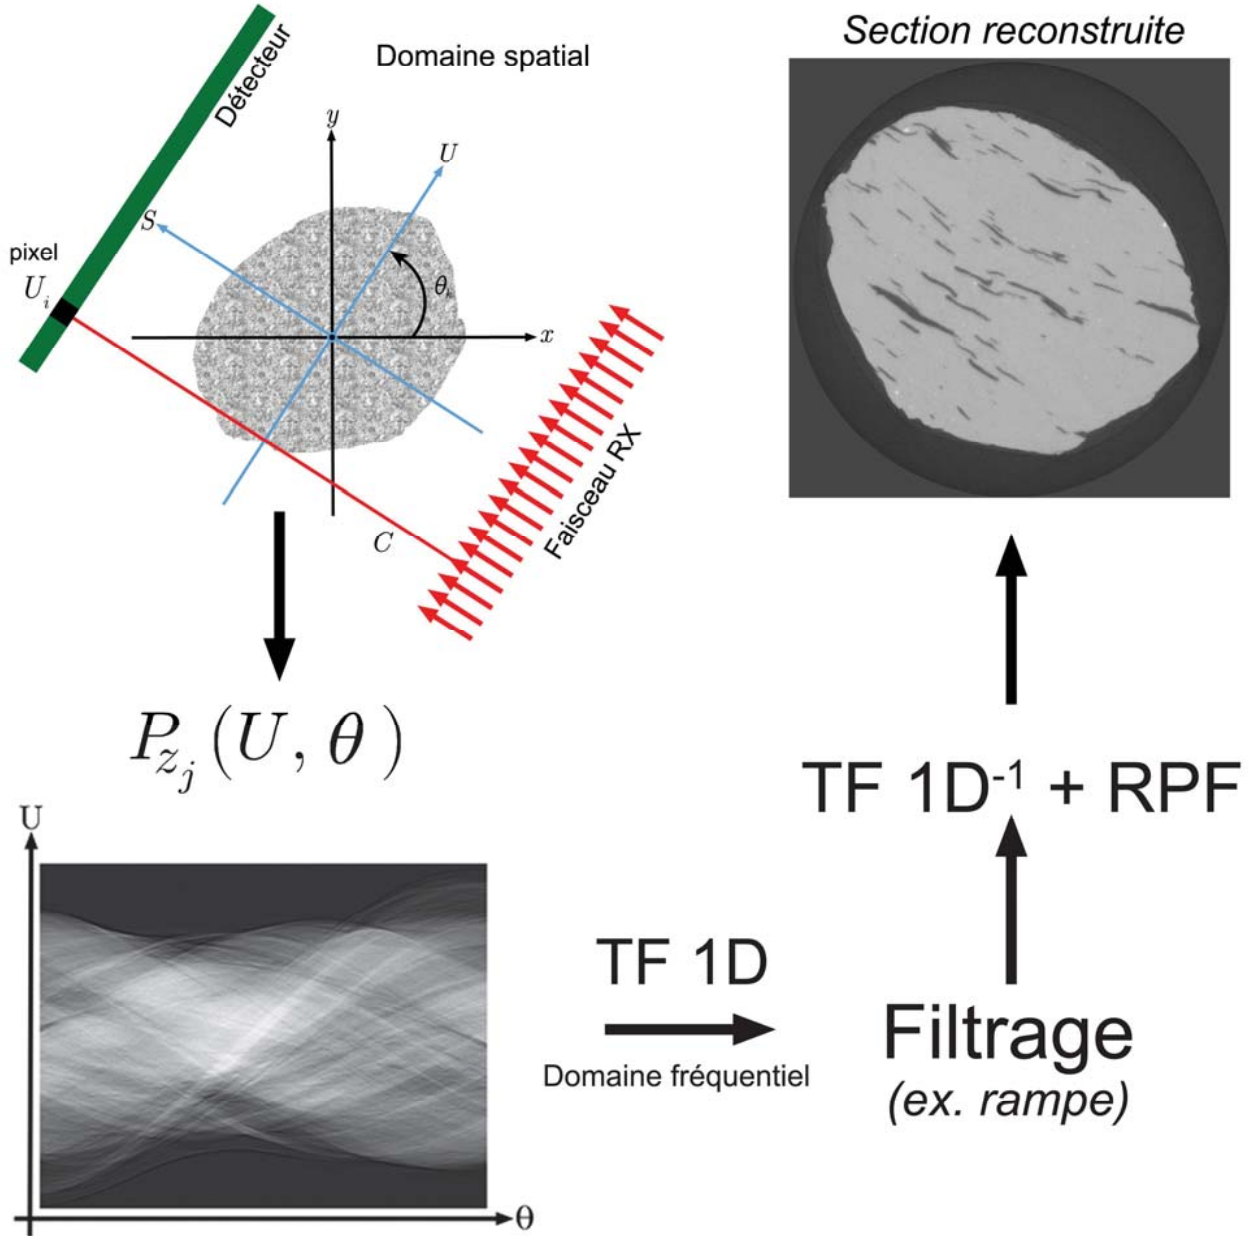 Section reconstruite
Détecteur
Domaine spatial
y
U
S
pixel
U_i
θ_k
x
Faisceau RX
C
P_{z_j}(U, θ)
TF 1D⁻¹ + RPF
U
TF 1D
Domaine fréquentiel
Filtrage
(ex. rampe)
θ